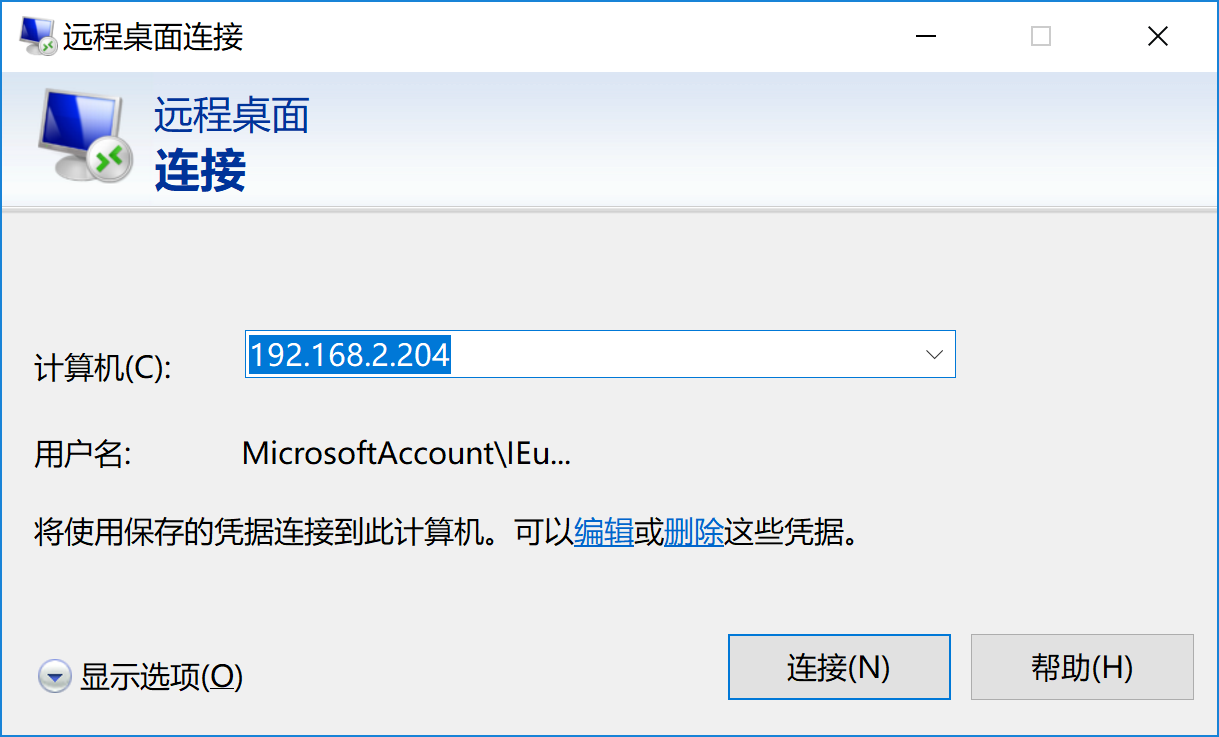 远程桌面连接
远程桌面
连接
计算机(C):
192.168.2.204
用户名:
MicrosoftAccount\IEu...
将使用保存的凭据连接到此计算机。可以编辑或删除这些凭据。
显示选项(O)
连接(N)
帮助(H)